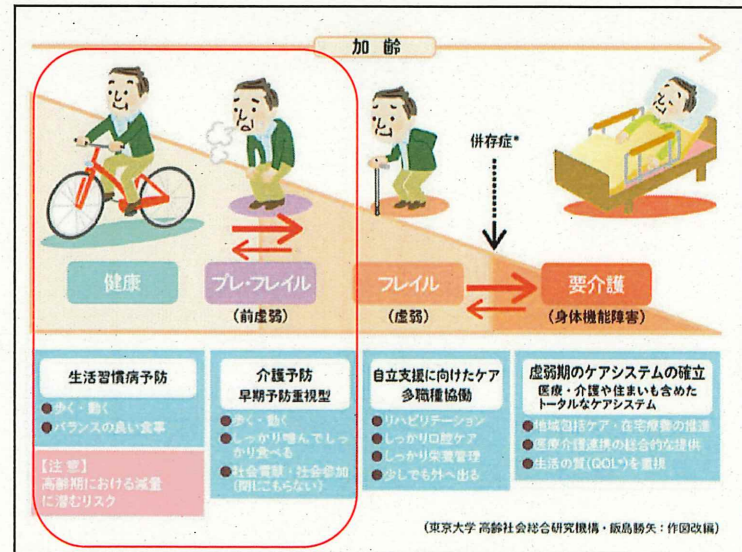 加齢
併存症*
健康
プレ・フレイル
(前虚弱)
フレイル
(虚弱)
要介護
(身体機能障害)
生活習慣病予防
●歩く・動く
●バランスの良い食事
【注意】
高齢期における減量
に潜むリスク
介護予防
早期予防重視型
●歩く・動く
●しっかり噛んでしっ
かり食べる
●社会貢献・社会参加
(閉じこもらない)
自立支援に向けたケア
多職種協働
●リハビリテーション
●しっかり口腔ケア
●しっかり栄養管理
●少しでも外へ出る
虚弱期のケアシステムの確立
医療・介護や住まいも含めた
トータルなケアシステム
●地域包括ケア・在宅療養の推進
●医療介護連携の総合的な提供
●生活の質(QOL*)を重視
(東京大学 高齢社会総合研究機構・飯島勝矢:作図改編)